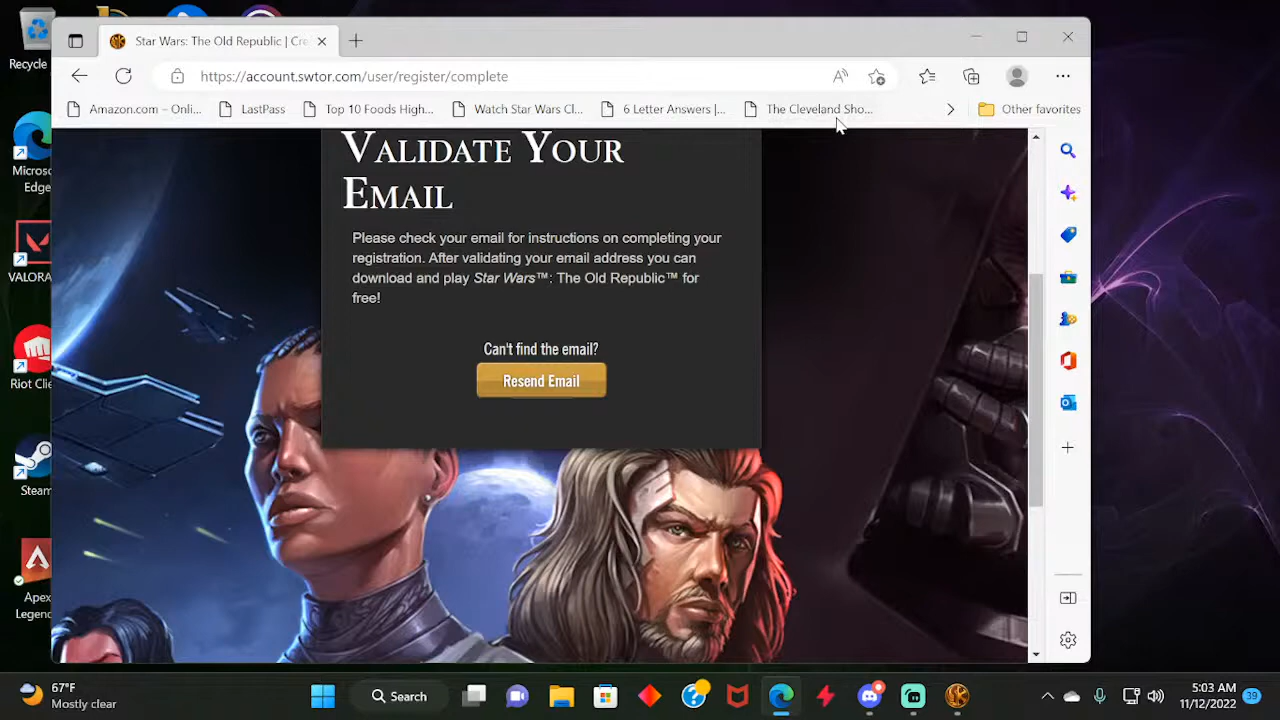 Recycle
Micros
Edge
VALORA
Riot Clie
Steam
Apex
Legend
Star Wars: The Old Republic | Cre
https://account.swtor.com/user/register/complete
Amazon.com – Onli... LastPass Top 10 Foods High... Watch Star Wars Cl... 6 Letter Answers |... The Cleveland Sho... Other favorites
VALIDATE YOUR
EMAIL
Please check your email for instructions on completing your
registration. After validating your email address you can
download and play Star Wars™: The Old Republic™ for
free!
Can't find the email?
Resend Email
67°F
Mostly clear
Search
5:03 AM
11/12/2022
39